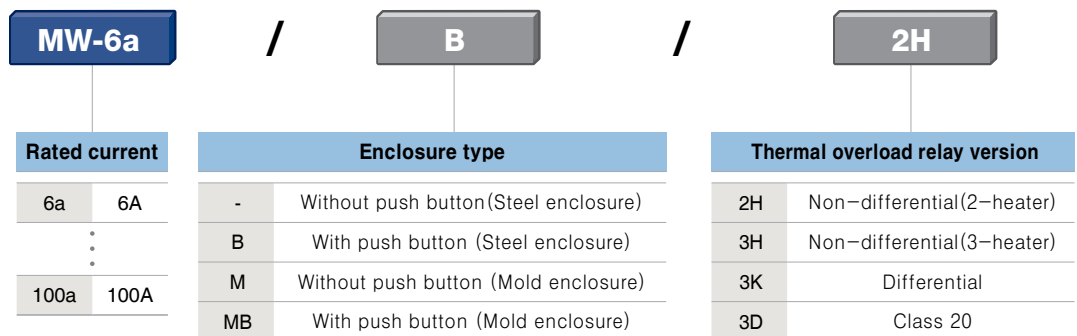 MW-6a / B / 2H
Rated current
6a 6A
100a 100A
Enclosure type
- Without push button(Steel enclosure)
B With push button (Steel enclosure)
M Without push button (Mold enclosure)
MB With push button (Mold enclosure)
Thermal overload relay version
2H Non-differential(2-heater)
3H Non-differential(3-heater)
3K Differential
3D Class 20